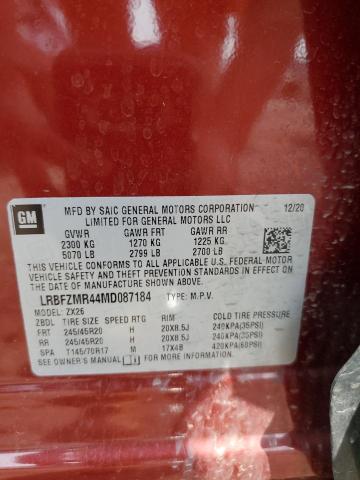 GM
MFD BY SAIC GENERAL MOTORS CORPORATION 12/20
LIMITED FOR GENERAL MOTORS LLC
GVWR GAWR FRT GAWR RR
2300 KG 1270 KG 1225 KG
5070 LB 2799 LB 2700 LB
THIS VEHICLE CONFORMS TO ALL APPLICABLE U.S. FEDERAL MOTOR
VEHICLE SAFETY AND THEFT PREVENTION STANDARDS IN EFFECT ON
THE DATE OF MANUFACTURE SHOWN ABOVE.
LRBFZMR44MD087184 TYPE: M.P.V.
MODEL: ZX26
ZBDL TIRE SIZE SPEED RTG RIM COLD TIRE PRESSURE
FRT 245/45R20 H 20X8.5J 240KPA(35PSI)
RR 245/45R20 H 20X8.5J 240KPA(35PSI)
SPA T145/70R17 M 17X4B 420KPA(60PSI)
SEE OWNER'S MANUAL FOR ADDITIONAL INFORMATION.